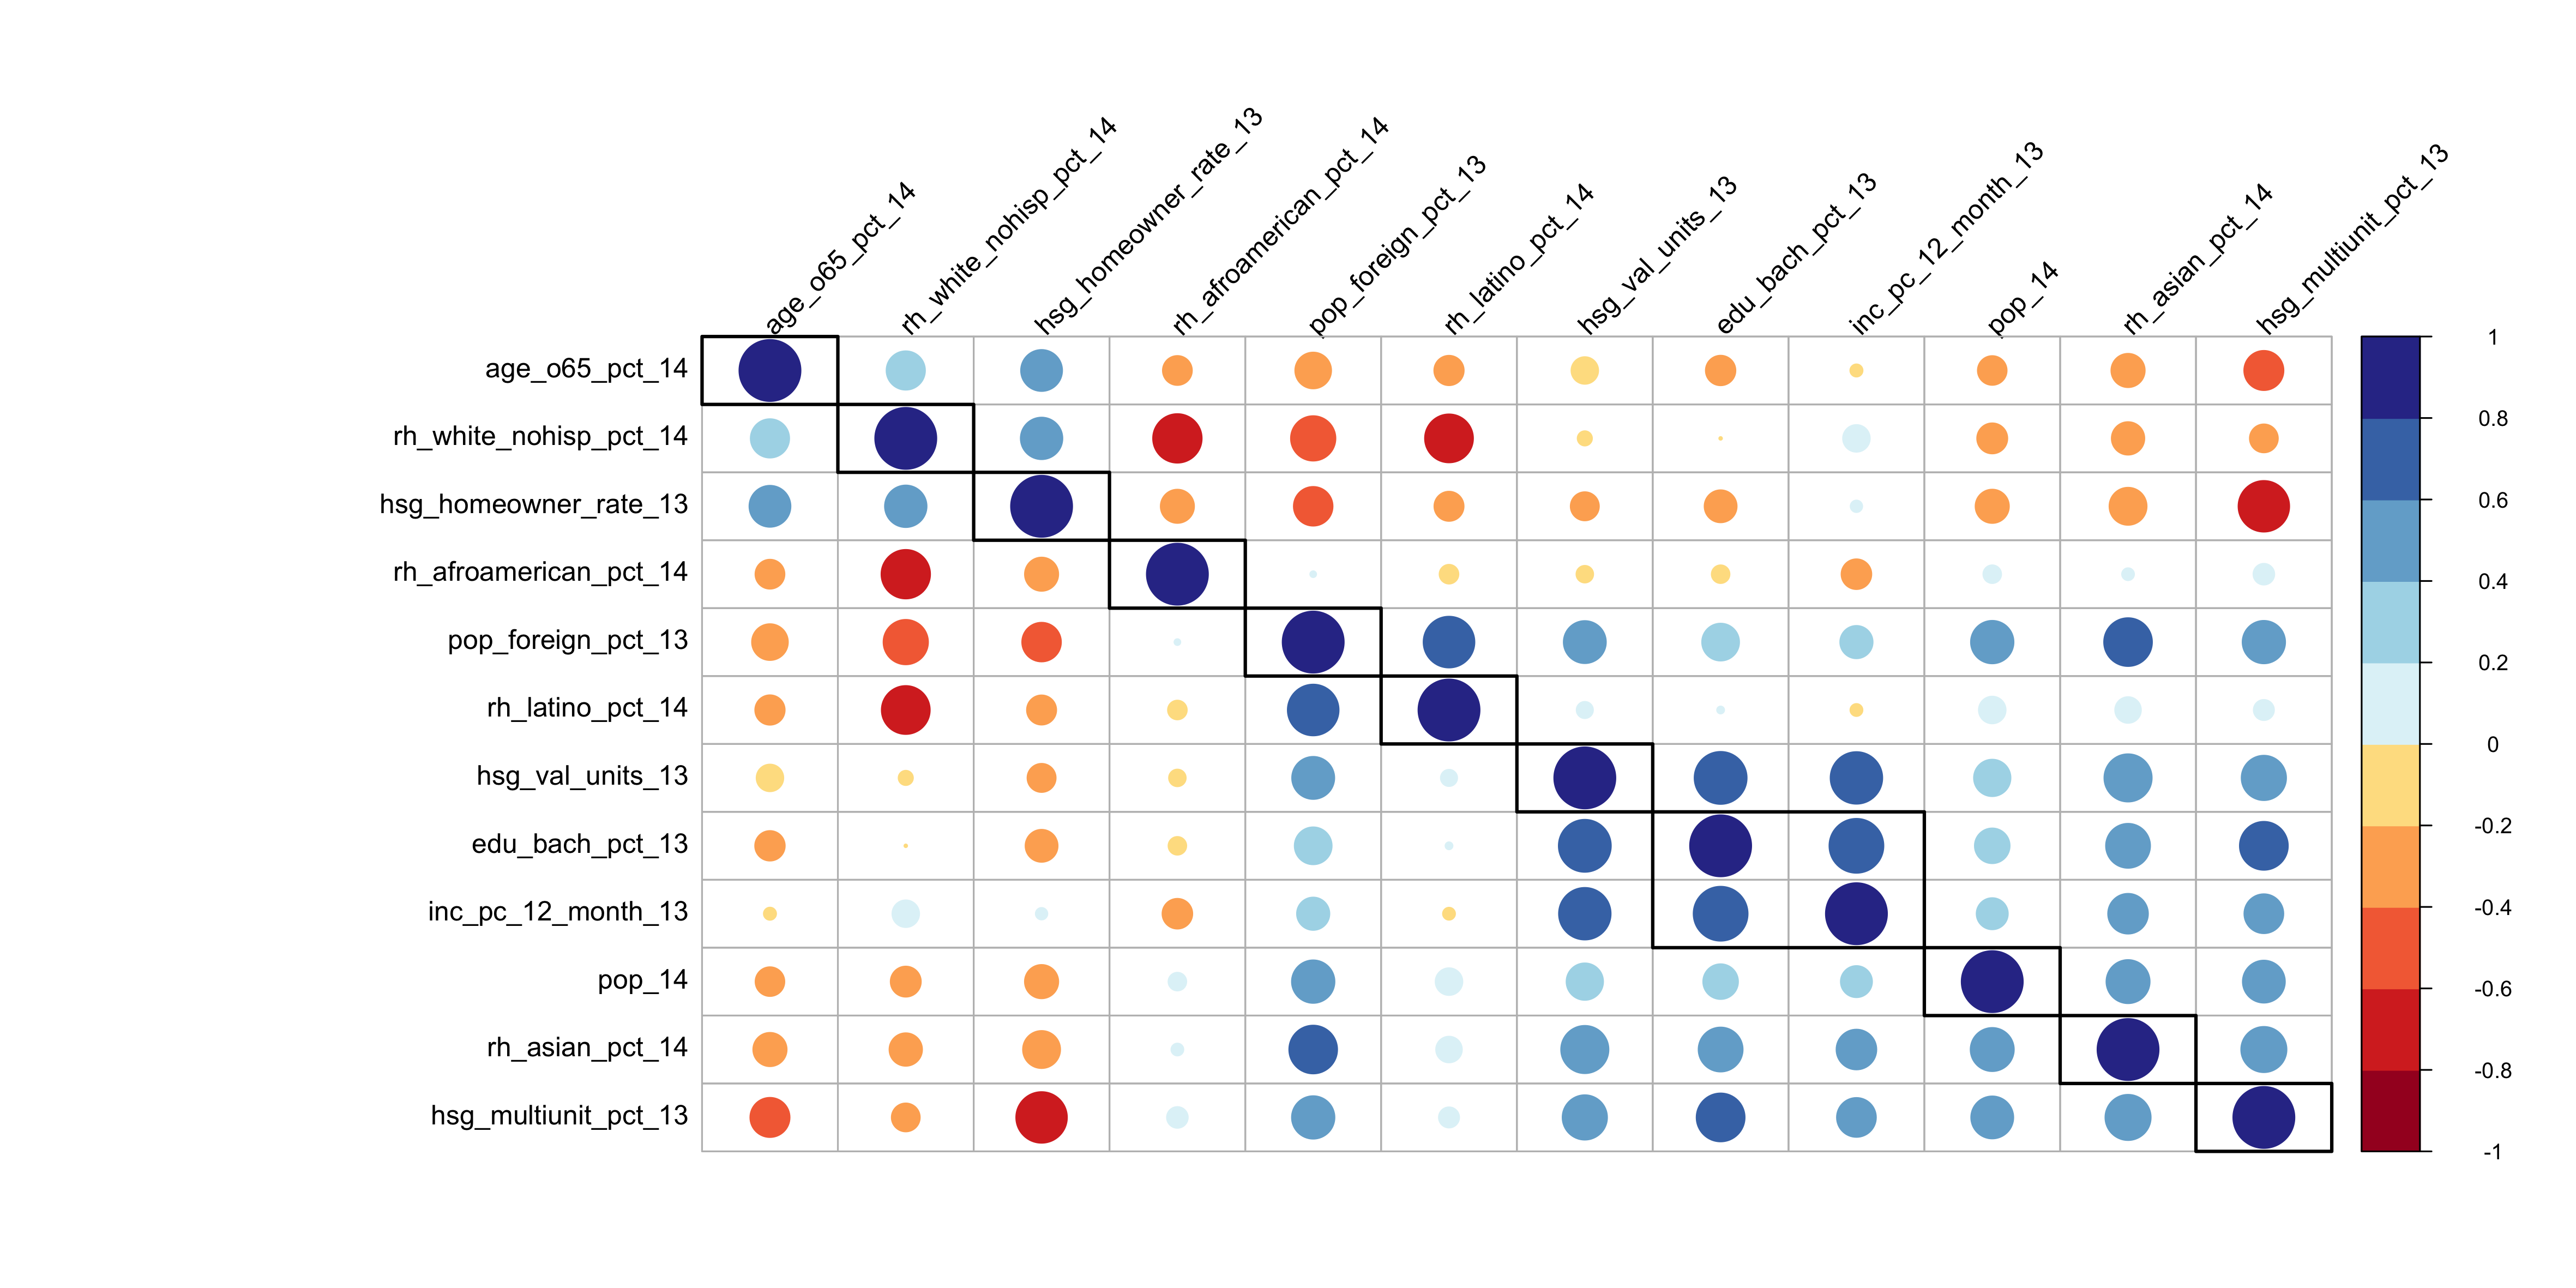 age_o65_pct_14
rh_white_nohisp_pct_14
hsg_homeowner_rate_13
rh_afroamerican_pct_14
pop_foreign_pct_13
rh_latino_pct_14
hsg_val_units_13
edu_bach_pct_13
inc_pc_12_month_13
pop_14
rh_asian_pct_14
hsg_multiunit_pct_13
age_o65_pct_14
rh_white_nohisp_pct_14
hsg_homeowner_rate_13
rh_afroamerican_pct_14
pop_foreign_pct_13
rh_latino_pct_14
hsg_val_units_13
edu_bach_pct_13
inc_pc_12_month_13
pop_14
rh_asian_pct_14
hsg_multiunit_pct_13
1
0.8
0.6
0.4
0.2
0
-0.2
-0.4
-0.6
-0.8
-1